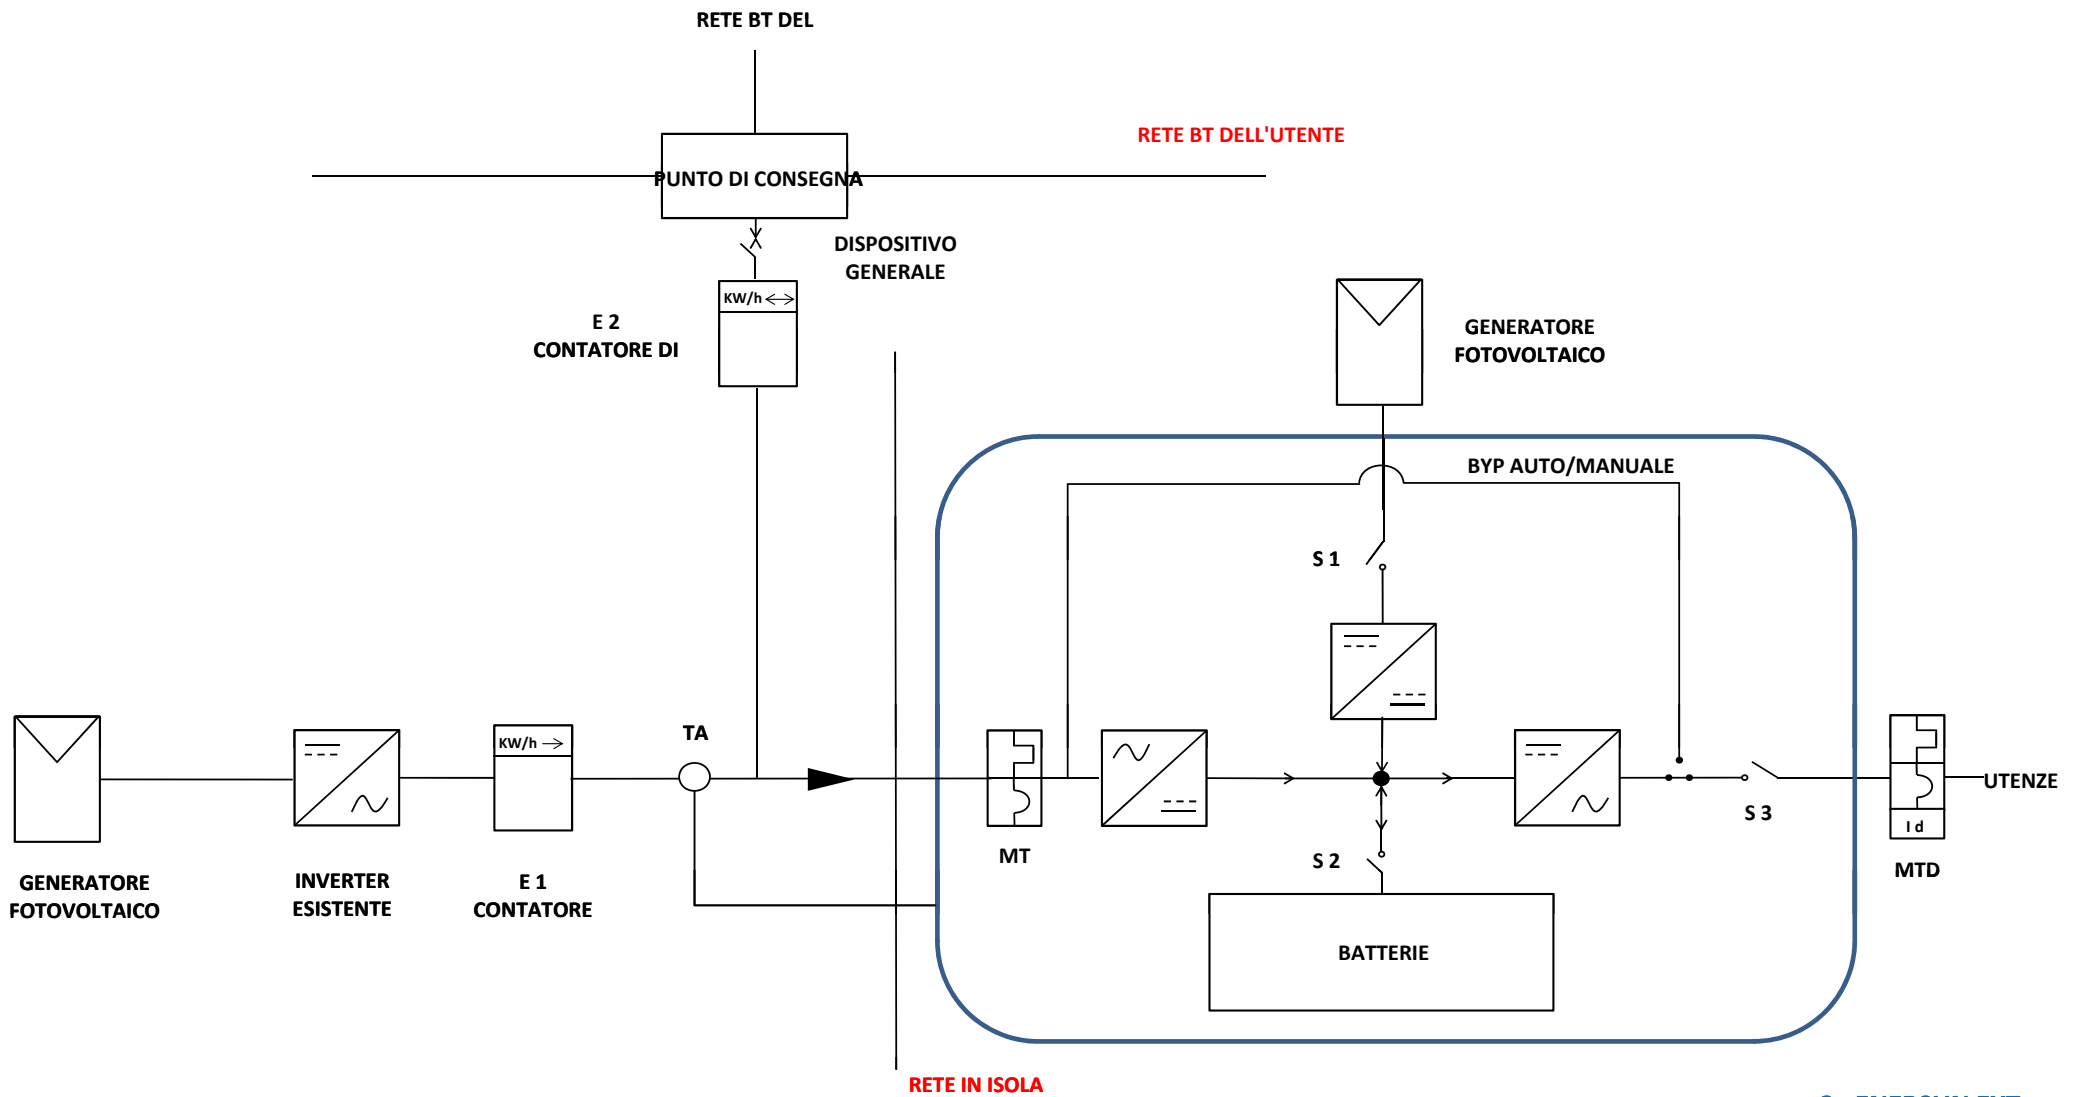 RETE BT DEL
RETE BT DELL'UTENTE
PUNTO DI CONSEGNA
DISPOSITIVO
GENERALE
KW/h
E 2
CONTATORE DI
GENERATORE
FOTOVOLTAICO
BYP AUTO/MANUALE
S 1
TA
KW/h
UTENZE
S 3
I d
MT
S 2
MTD
GENERATORE
FOTOVOLTAICO
INVERTER
ESISTENTE
E 1
CONTATORE
BATTERIE
RETE IN ISOLA